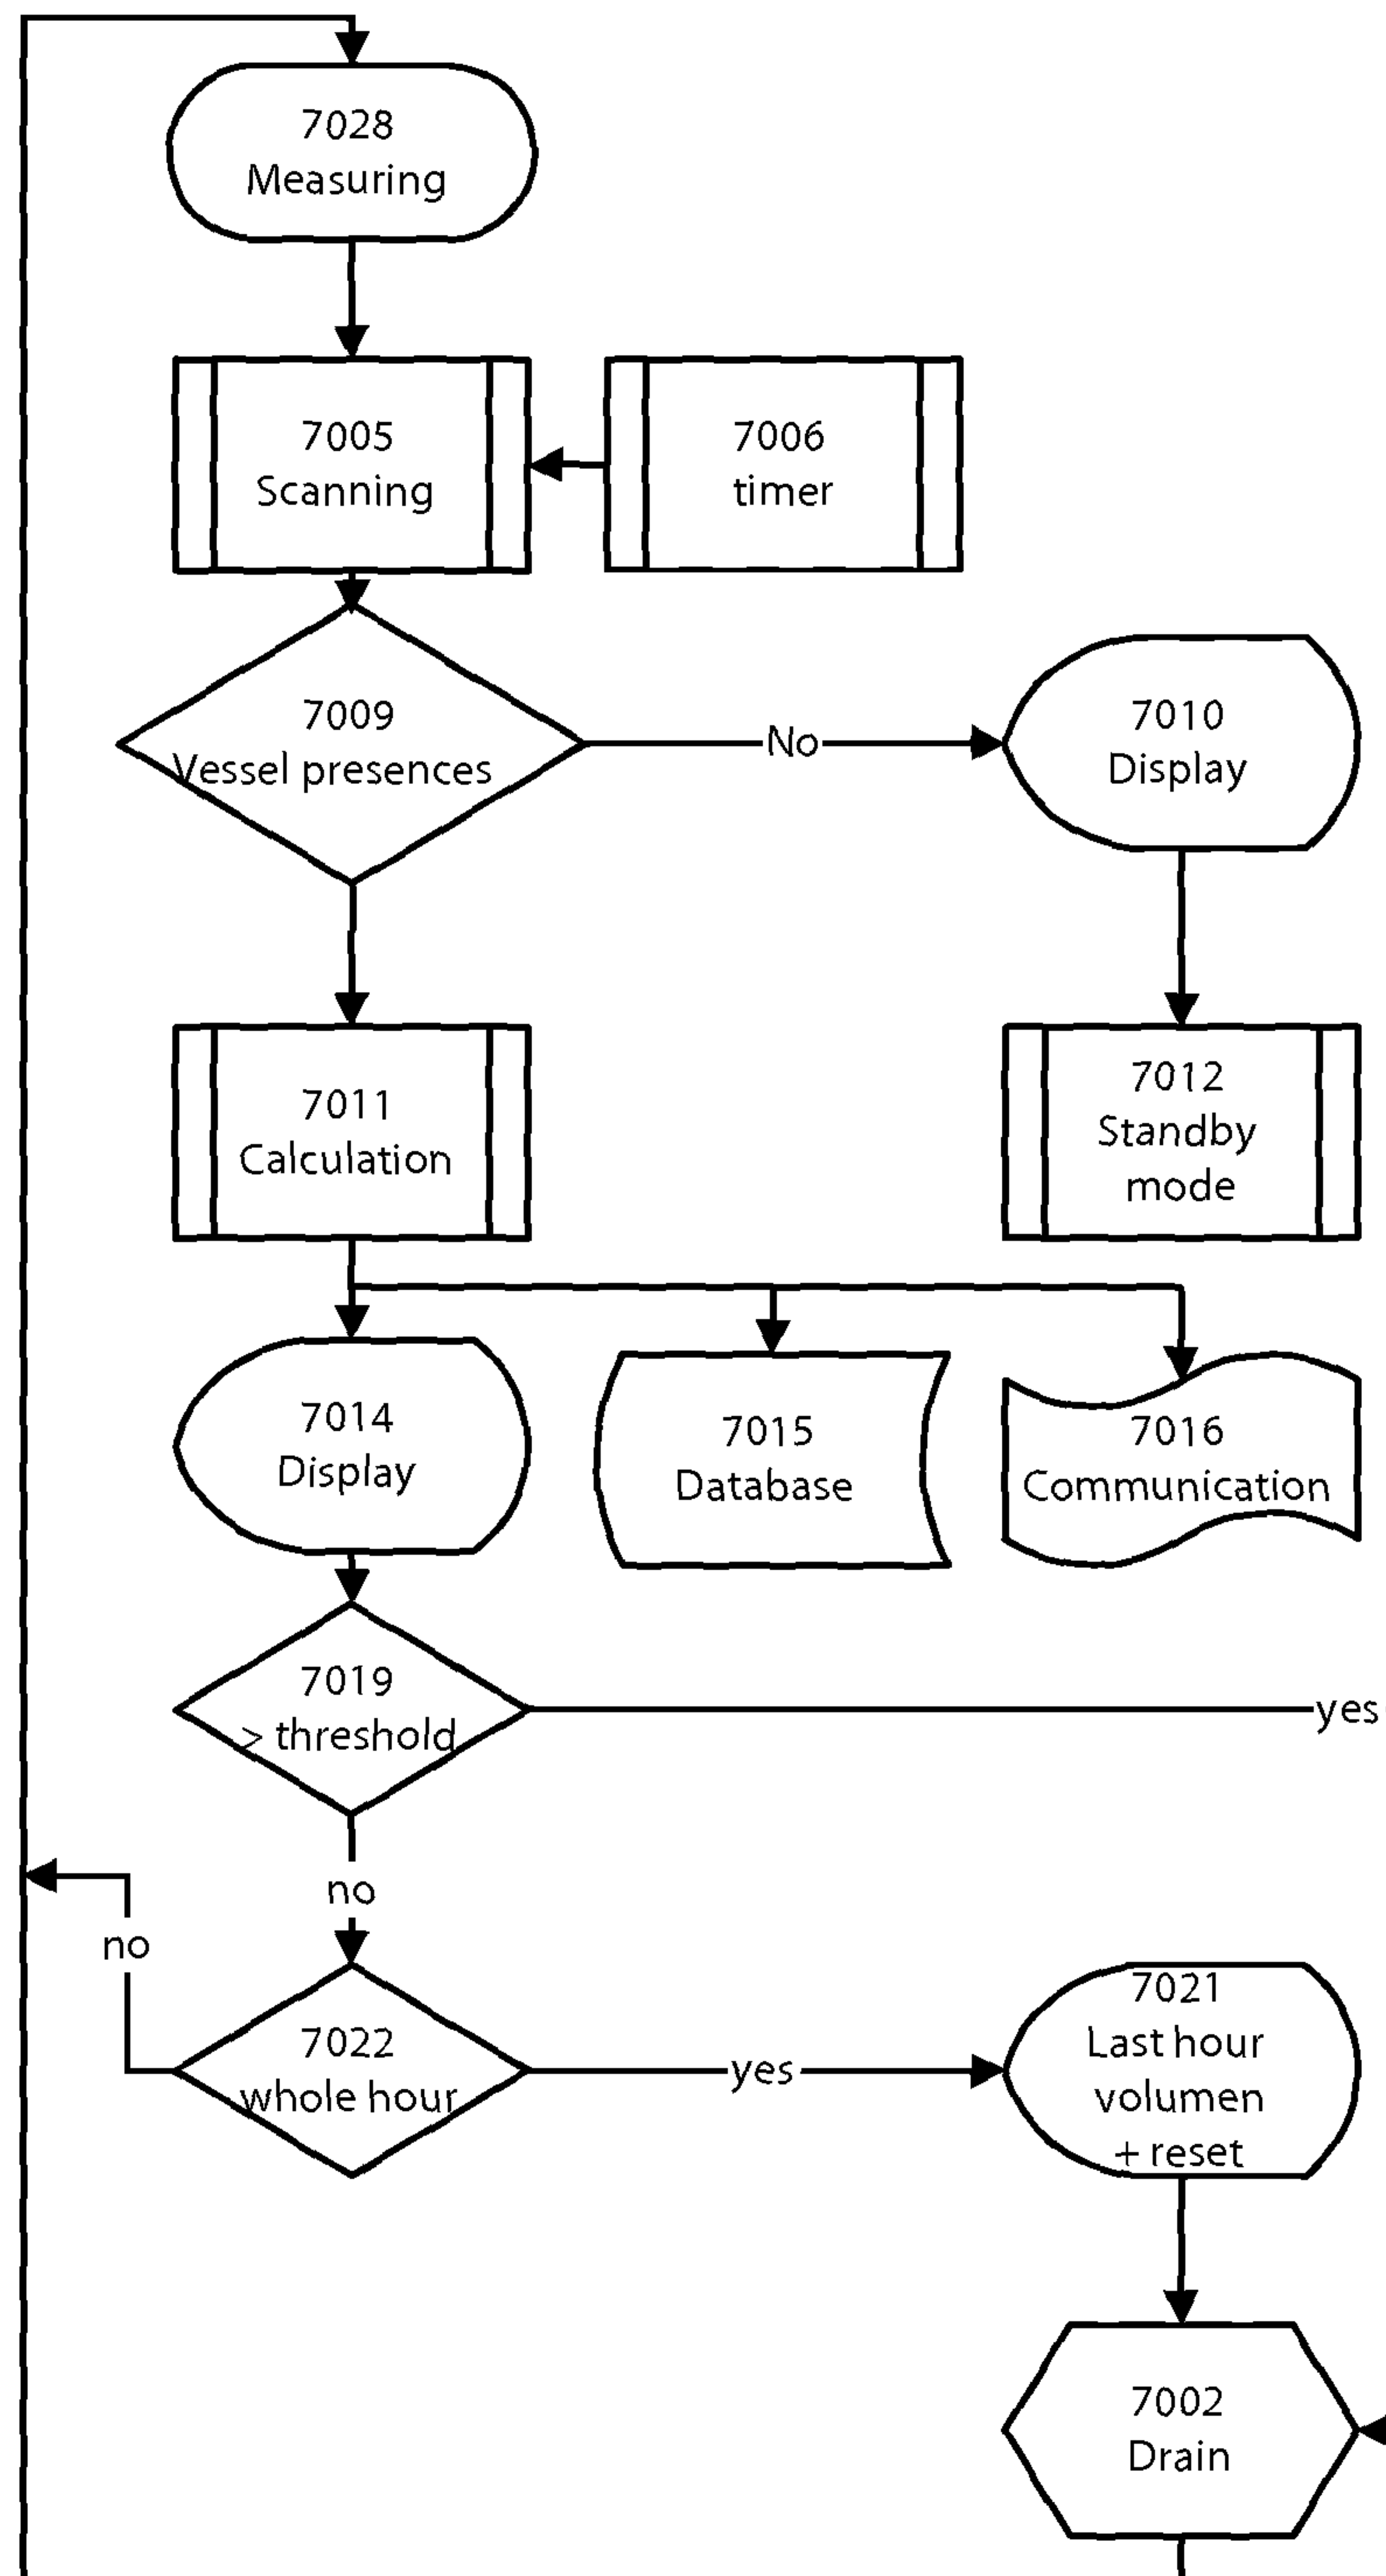 7028
Measuring
7005
Scanning
7006
timer
7009
Vessel presences
No
7010
Display
7011
Calculation
7012
Standby
mode
7014
Display
7015
Database
7016
Communication
7019
> threshold
yes
no
no
7022
whole hour
yes
7021
Last hour
volumen
+ reset
7002
Drain